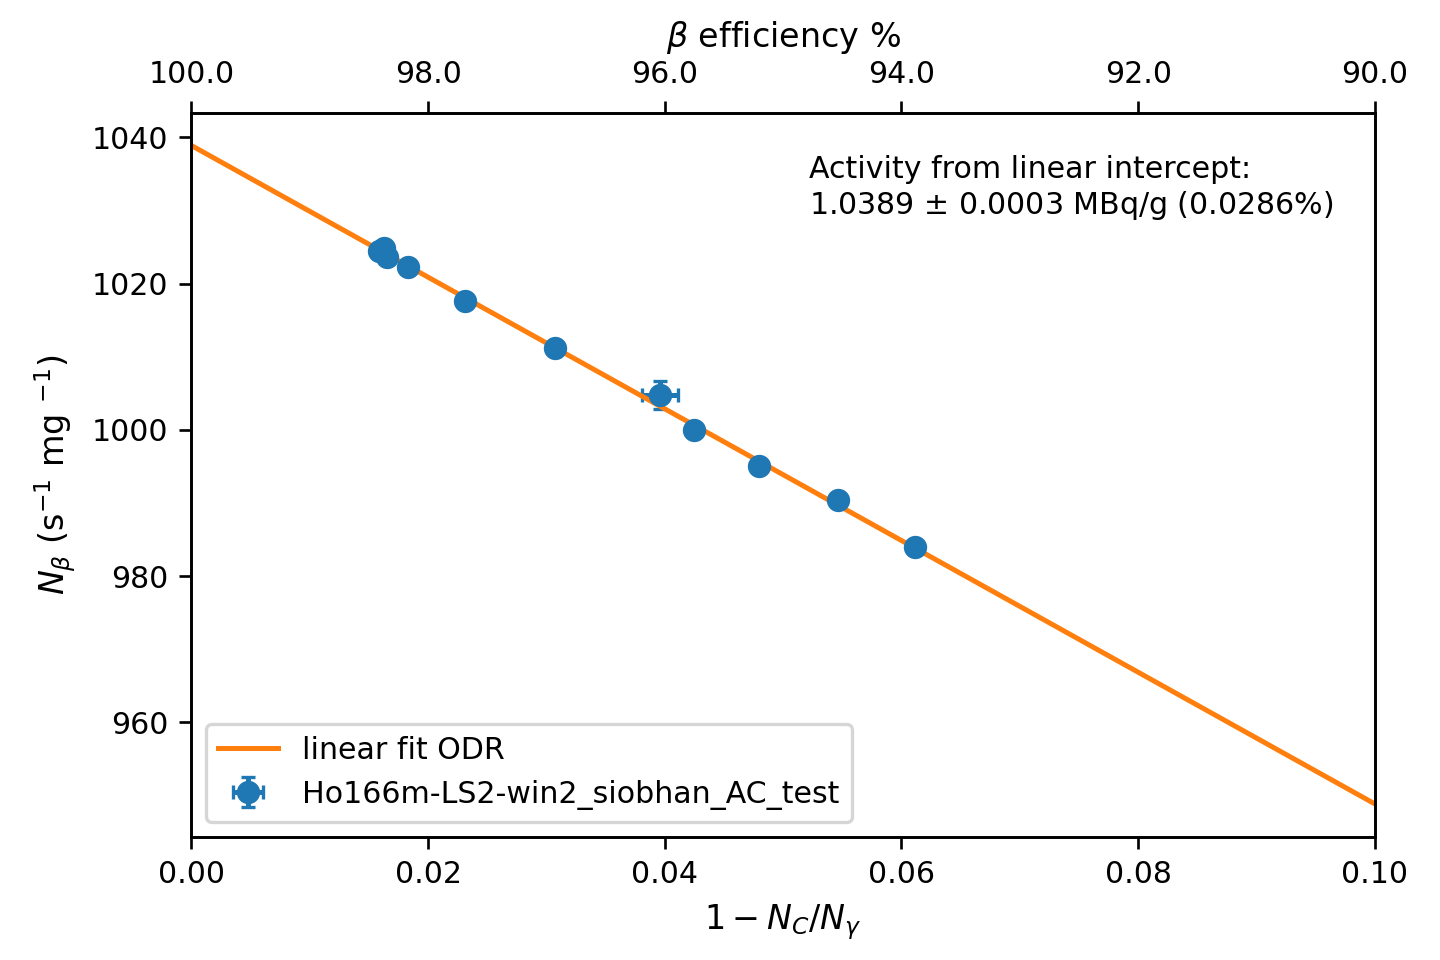 β efficiency %
100.0 98.0 96.0 94.0 92.0 90.0
1040
1020
1000
980
960
N_β (s⁻¹ mg ⁻¹)
Activity from linear intercept:
1.0389 ± 0.0003 MBq/g (0.0286%)
linear fit ODR
Ho166m-LS2-win2_siobhan_AC_test
0.00 0.02 0.04 0.06 0.08 0.10
1 − N_C/N_γ